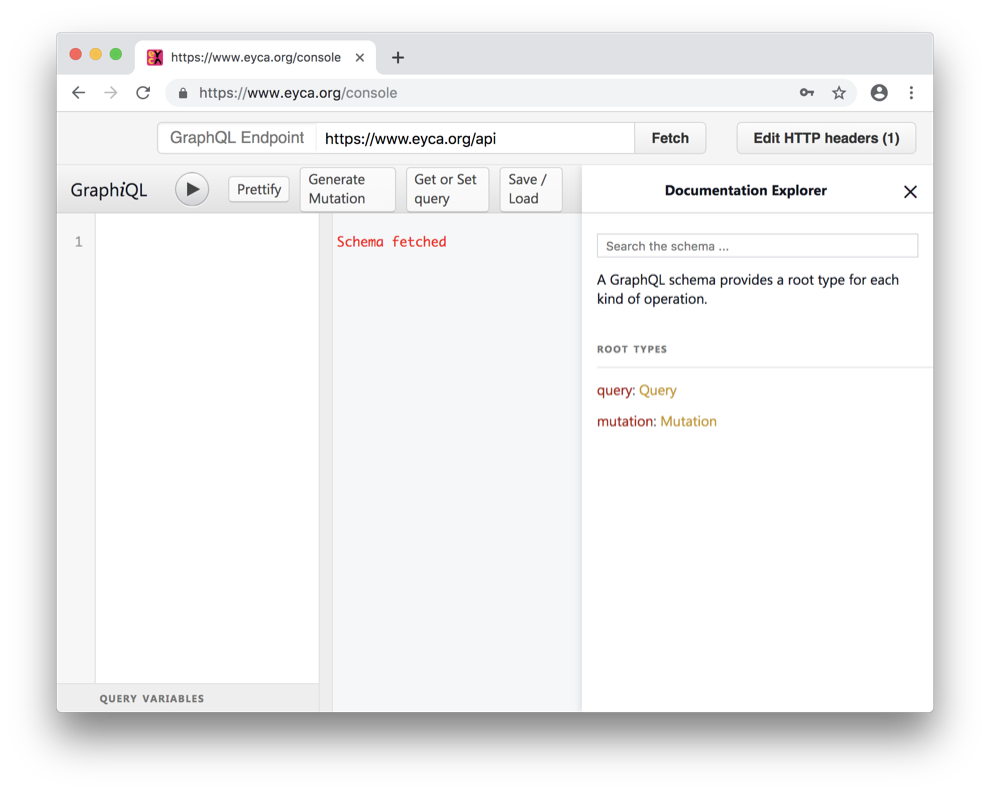 https://www.eyca.org/console
https://www.eyca.org/console
GraphQL Endpoint
https://www.eyca.org/api
Fetch
Edit HTTP headers (1)
GraphiQL
Prettify
Generate
Mutation
Get or Set
query
Save /
Load
Documentation Explorer
1
Schema fetched
Search the schema ...
A GraphQL schema provides a root type for each
kind of operation.
ROOT TYPES
query: Query
mutation: Mutation
QUERY VARIABLES